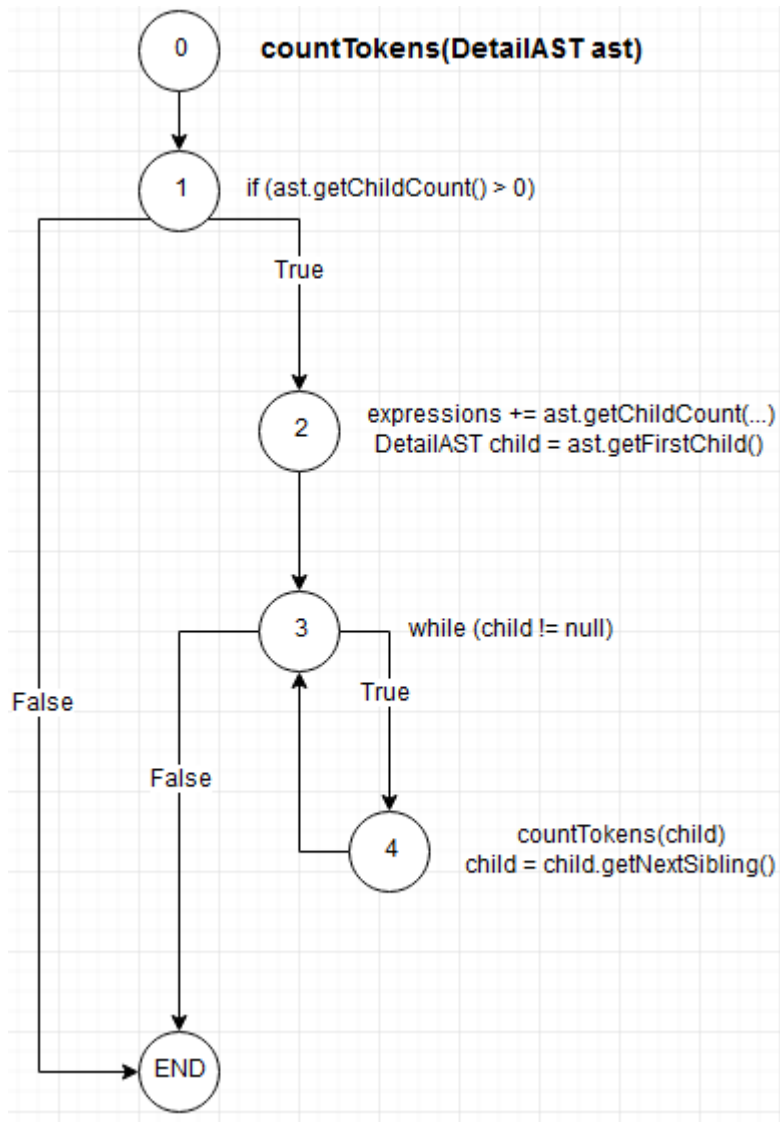 0
countTokens(DetailAST ast)
1
if (ast.getChildCount() > 0)
True
2
expressions += ast.getChildCount(...)
DetailAST child = ast.getFirstChild()
3
while (child != null)
True
False
False
4
countTokens(child)
child = child.getNextSibling()
END